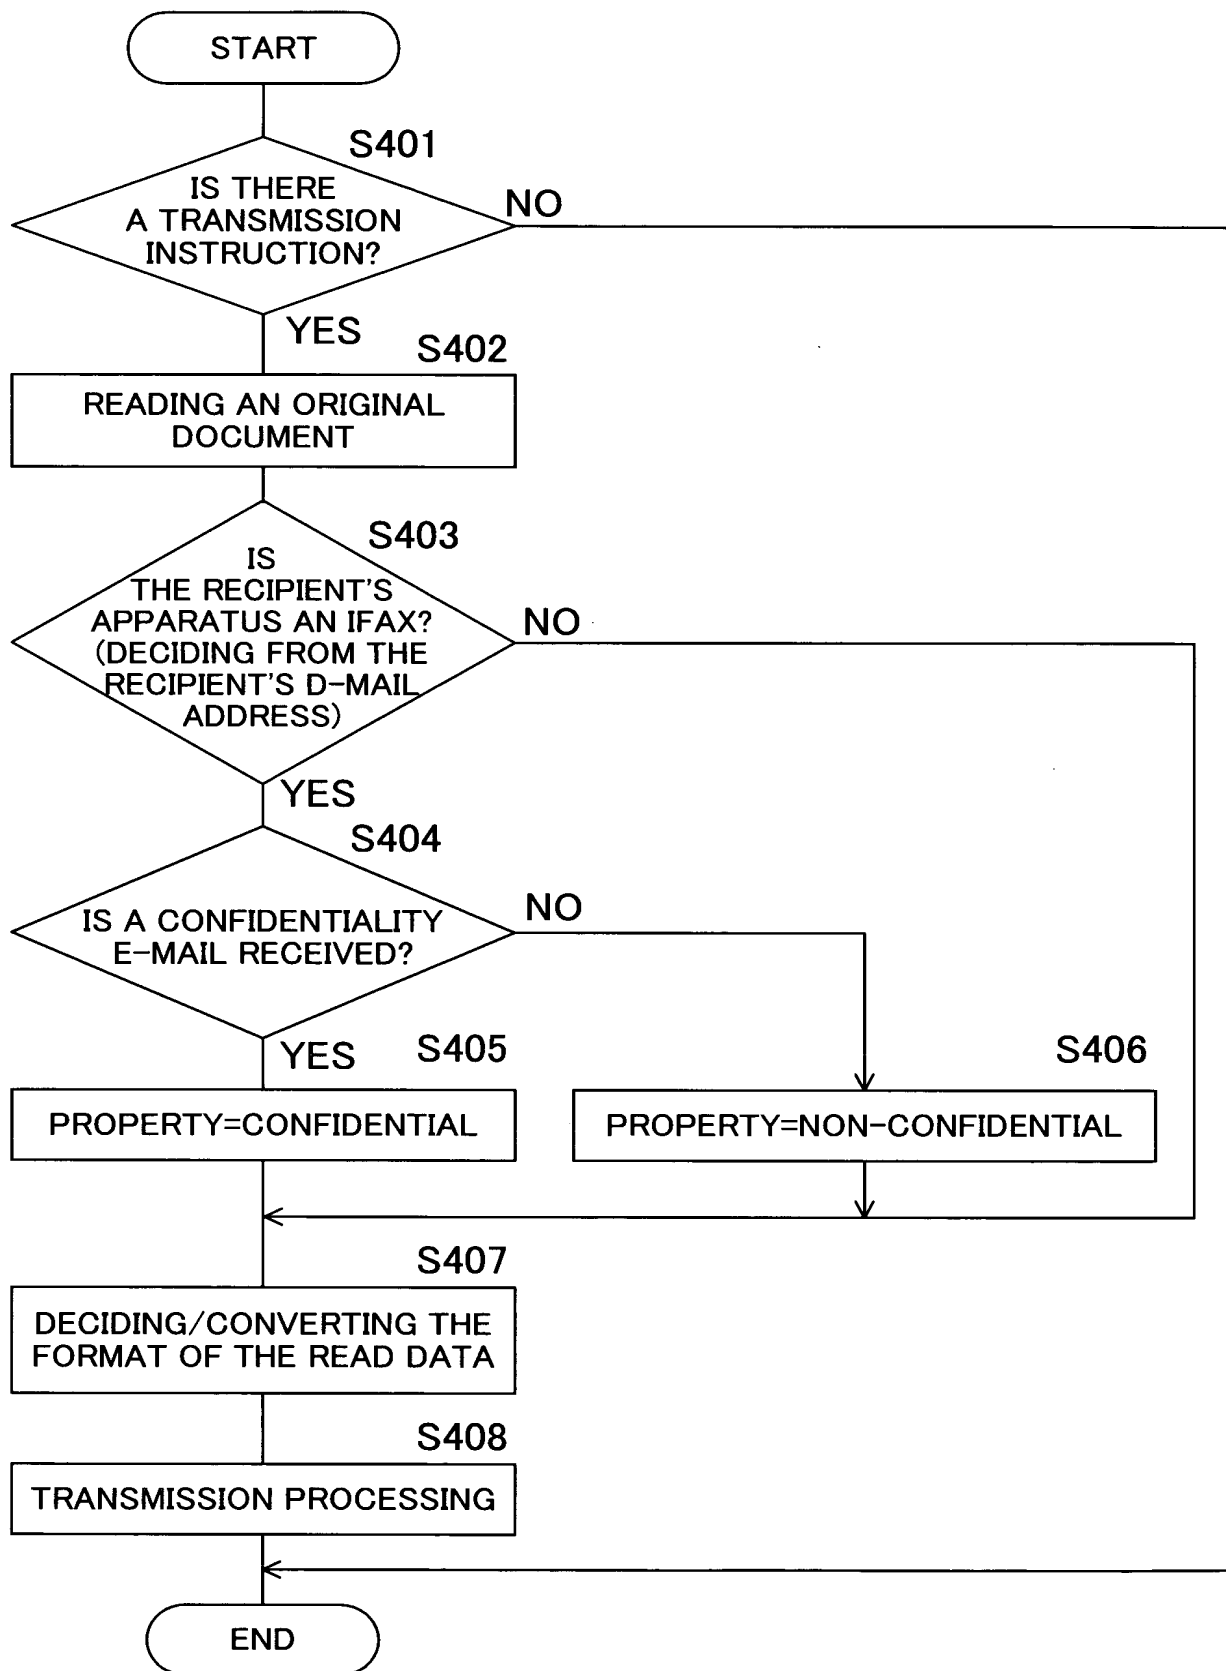 START
S401
IS THERE
A TRANSMISSION
INSTRUCTION?
NO
YES
S402
READING AN ORIGINAL
DOCUMENT
S403
IS
THE RECIPIENT'S
APPARATUS AN IFAX?
(DECIDING FROM THE
RECIPIENT'S D-MAIL
ADDRESS)
NO
YES
S404
IS A CONFIDENTIALITY
E-MAIL RECEIVED?
NO
YES
S405
PROPERTY=CONFIDENTIAL
S406
PROPERTY=NON-CONFIDENTIAL
S407
DECIDING/CONVERTING THE
FORMAT OF THE READ DATA
S408
TRANSMISSION PROCESSING
END